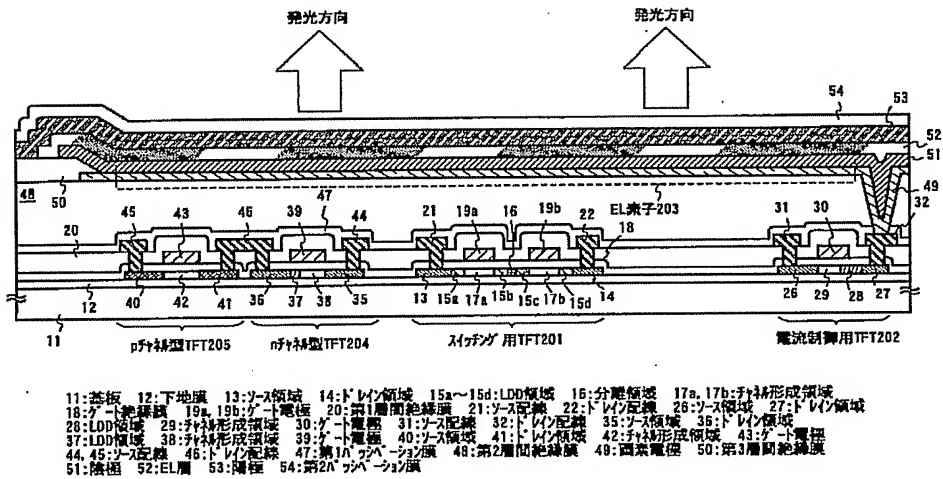 発光方向 発光方向
54
53
52
51
49
32
48
50
EL素子203
45 43 46 39 47 44 21 19a 16 19b 22 31 30
20
18
40 42 41 36 37 38 35 13 15a 17a 15b 15c 17b 15d 14 26 29 28 27
12
11
pチャネル型TFT205 nチャネル型TFT204 スイッチング用TFT201 電流制御用TFT202
11:基板 12:下地膜 13:ソース領域 14:ドレイン領域 15a~15d:LDD領域 16:分離領域 17a, 17b:チャネル形成領域
18:ゲート絶縁膜 19a, 19b:ゲート電極 20:第1層間絶縁膜 21:ソース配線 22:ドレイン配線 26:ソース領域 27:ドレイン領域
28:LDD領域 29:チャネル形成領域 30:ゲート電極 31:ソース配線 32:ドレイン配線 35:ソース領域 36:ドレイン領域
37:LDD領域 38:チャネル形成領域 39:ゲート電極 40:ソース領域 41:ドレイン領域 42:チャネル形成領域 43:ゲート電極
44, 45:ソース配線 46:ドレイン配線 47:第1パッシベーション膜 48:第2層間絶縁膜 49:画素電極 50:第3層間絶縁膜
51:陰極 52:EL層 53:陽極 54:第2パッシベーション膜